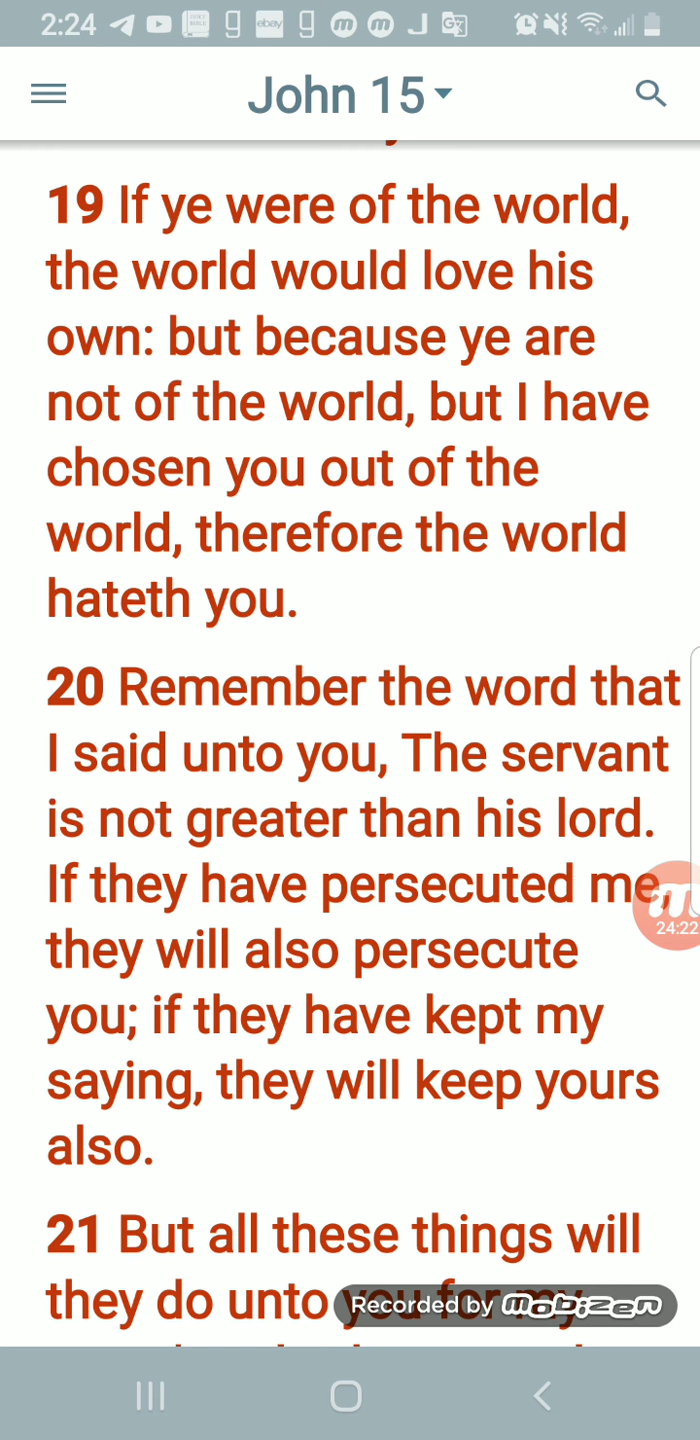 2:24
ebay
John 15
19 If ye were of the world,
the world would love his
own: but because ye are
not of the world, but I have
chosen you out of the
world, therefore the world
hateth you.
20 Remember the word that
I said unto you, The servant
is not greater than his lord.
If they have persecuted me,
they will also persecute
you; if they have kept my
saying, they will keep yours
also.
24:22
21 But all these things will
they do unto you for my
Recorded by mobizen